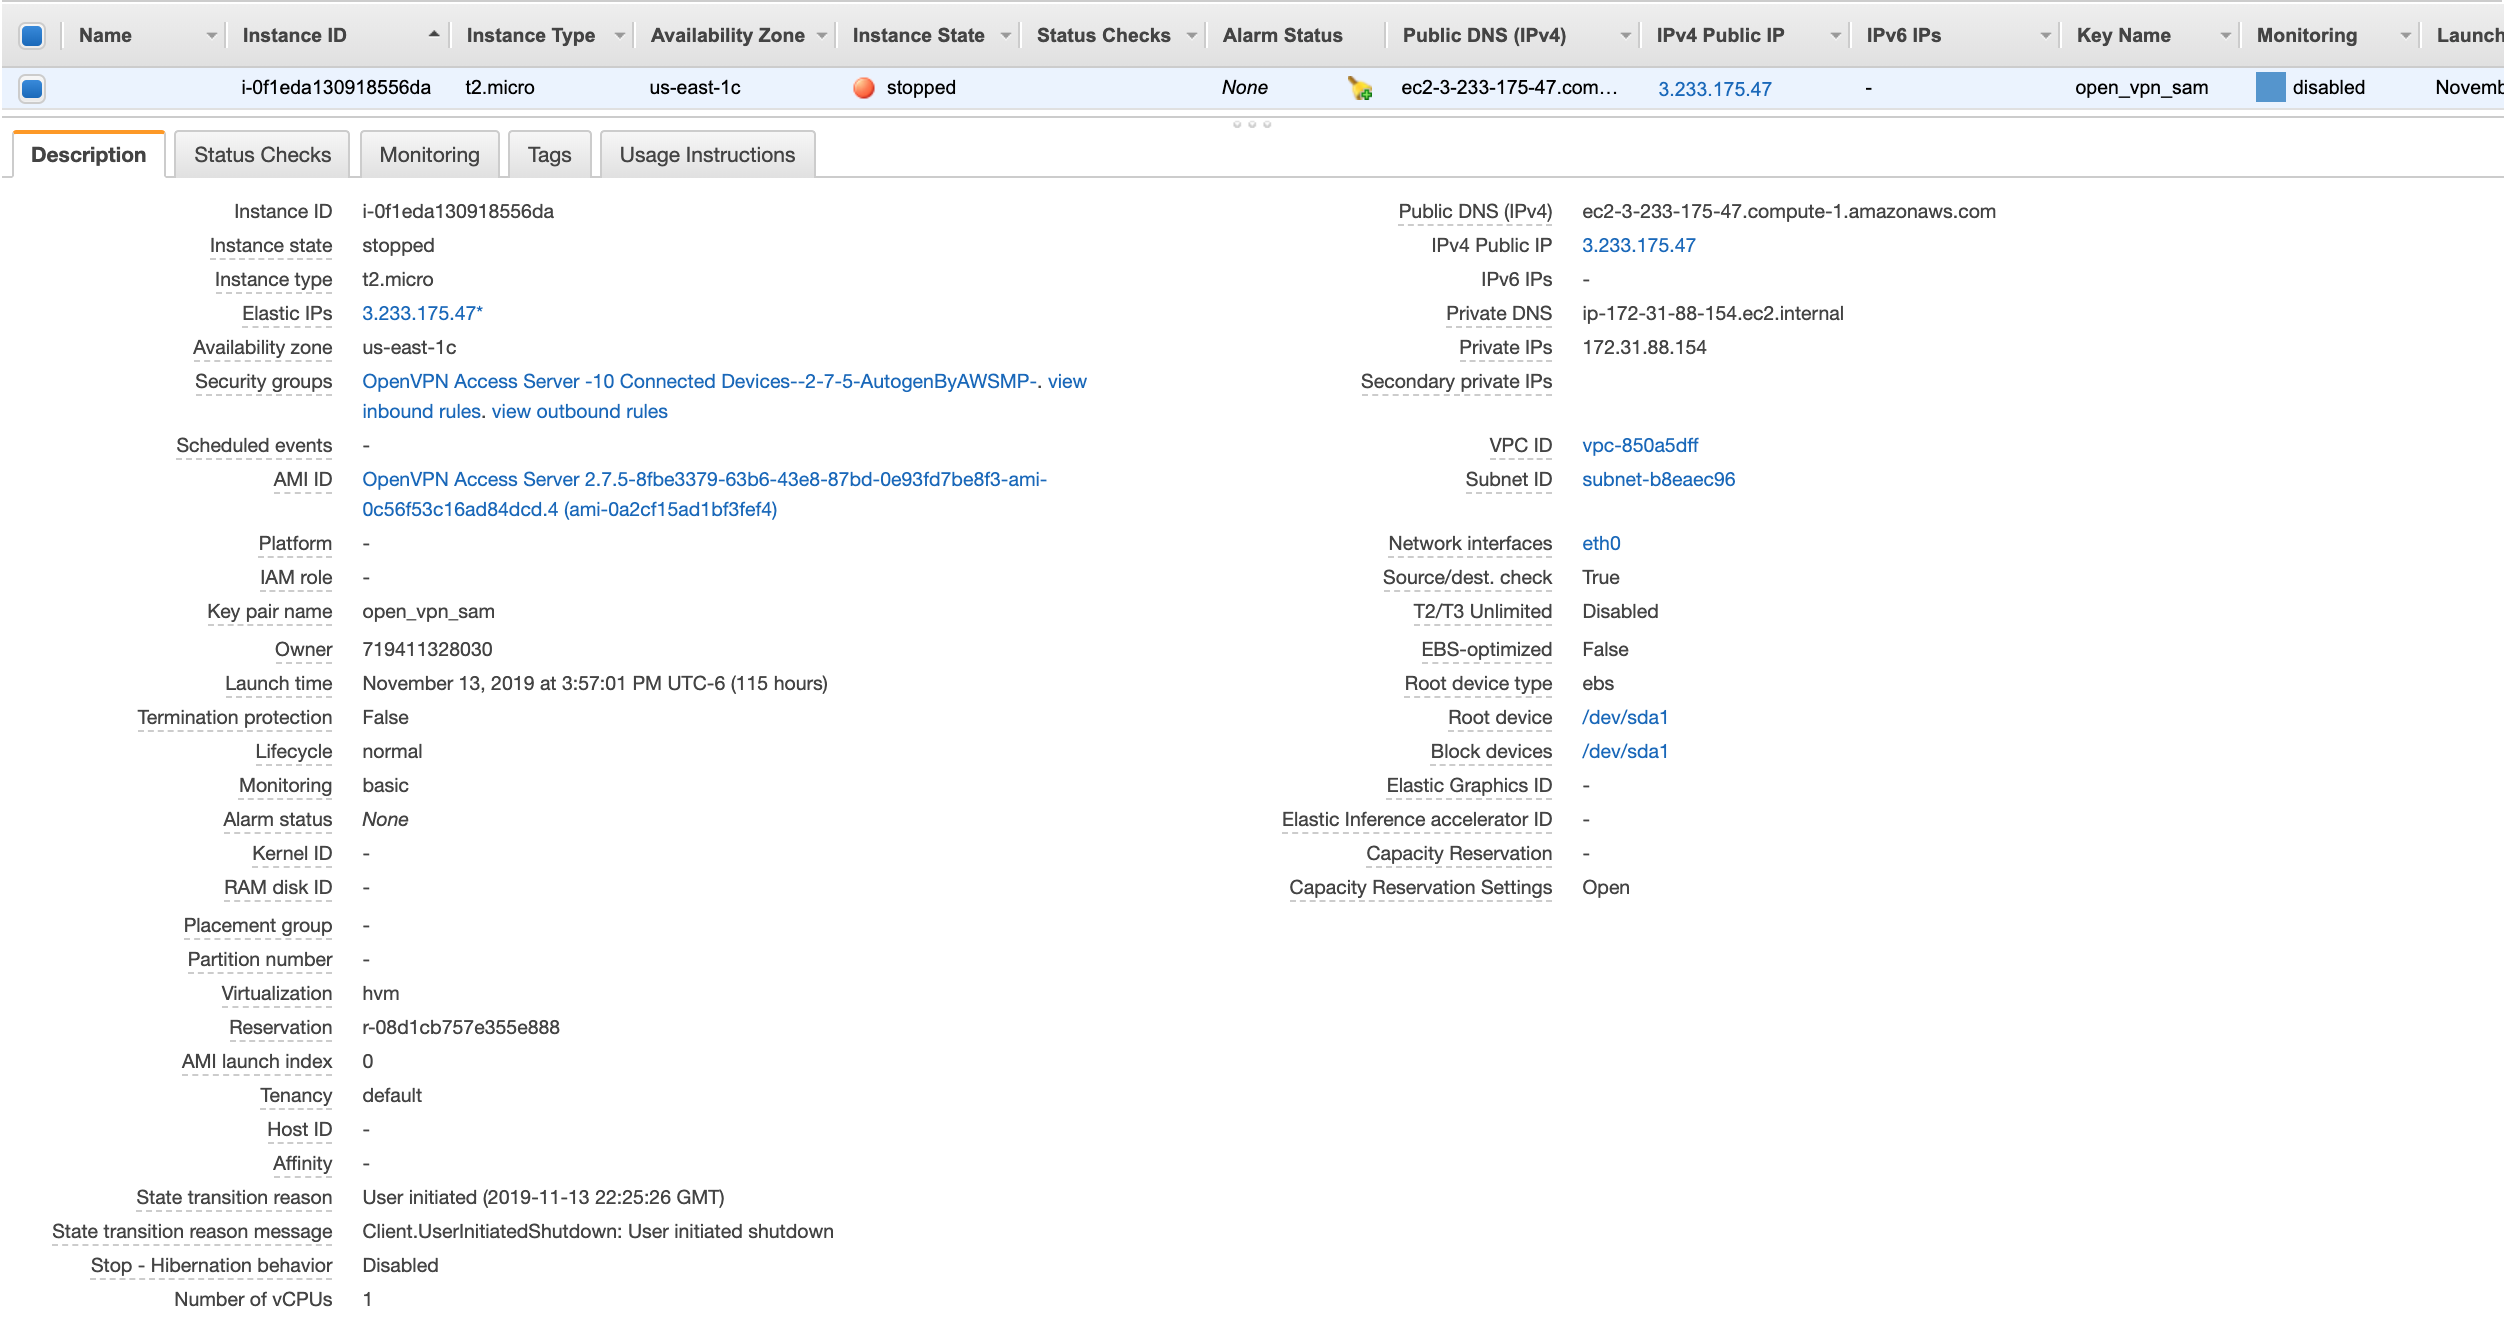 Name Instance ID Instance Type Availability Zone Instance State Status Checks Alarm Status Public DNS (IPv4) IPv4 Public IP IPv6 IPs Key Name Monitoring Launch
i-0f1eda130918556da t2.micro us-east-1c stopped None ec2-3-233-175-47.com… 3.233.175.47 - open_vpn_sam disabled Novemb
Description Status Checks Monitoring Tags Usage Instructions
Instance ID i-0f1eda130918556da
Instance state stopped
Instance type t2.micro
Elastic IPs 3.233.175.47*
Availability zone us-east-1c
Security groups OpenVPN Access Server -10 Connected Devices--2-7-5-AutogenByAWSMP-. view
inbound rules. view outbound rules
Scheduled events -
AMI ID OpenVPN Access Server 2.7.5-8fbe3379-63b6-43e8-87bd-0e93fd7be8f3-ami-
0c56f53c16ad84dcd.4 (ami-0a2cf15ad1bf3fef4)
Platform -
IAM role -
Key pair name open_vpn_sam
Owner 719411328030
Launch time November 13, 2019 at 3:57:01 PM UTC-6 (115 hours)
Termination protection False
Lifecycle normal
Monitoring basic
Alarm status None
Kernel ID -
RAM disk ID -
Placement group -
Partition number -
Virtualization hvm
Reservation r-08d1cb757e355e888
AMI launch index 0
Tenancy default
Host ID -
Affinity -
State transition reason User initiated (2019-11-13 22:25:26 GMT)
State transition reason message Client.UserInitiatedShutdown: User initiated shutdown
Stop - Hibernation behavior Disabled
Number of vCPUs 1
Public DNS (IPv4) ec2-3-233-175-47.compute-1.amazonaws.com
IPv4 Public IP 3.233.175.47
IPv6 IPs -
Private DNS ip-172-31-88-154.ec2.internal
Private IPs 172.31.88.154
Secondary private IPs
VPC ID vpc-850a5dff
Subnet ID subnet-b8eaec96
Network interfaces eth0
Source/dest. check True
T2/T3 Unlimited Disabled
EBS-optimized False
Root device type ebs
Root device /dev/sda1
Block devices /dev/sda1
Elastic Graphics ID -
Elastic Inference accelerator ID -
Capacity Reservation -
Capacity Reservation Settings Open